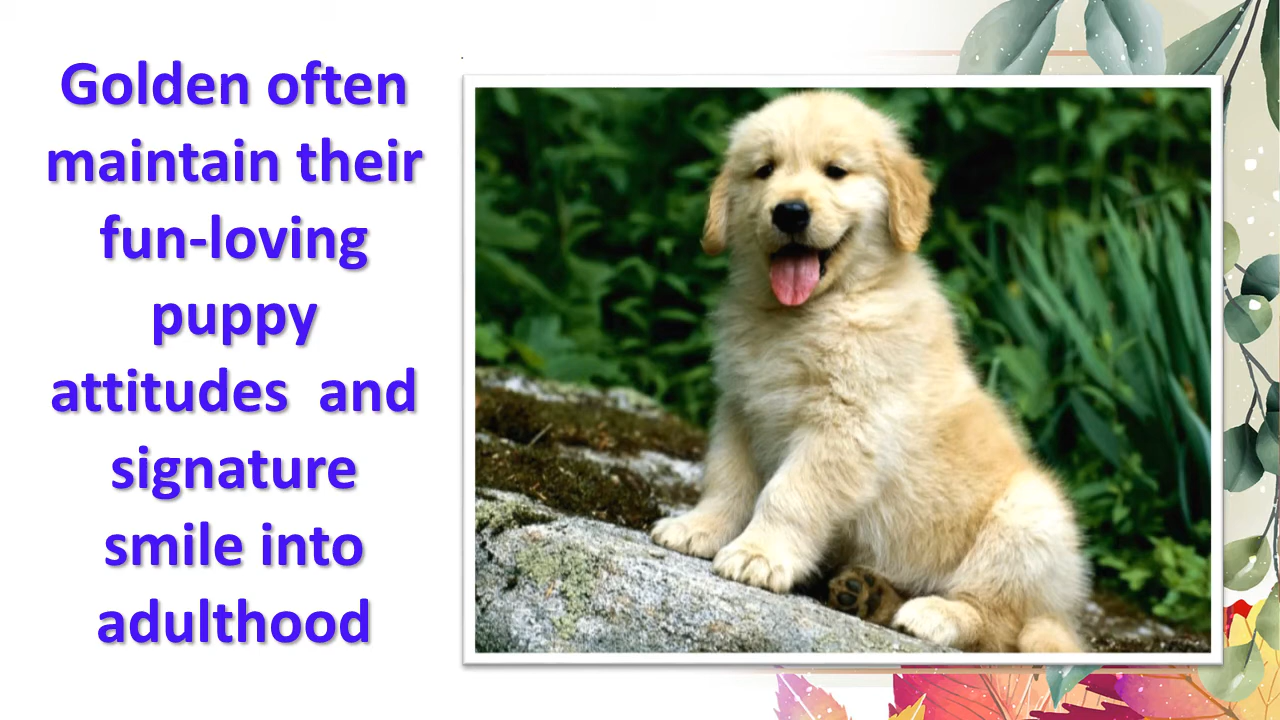 Golden often
maintain their
fun-loving
puppy
attitudes  and
signature
smile into
adulthood